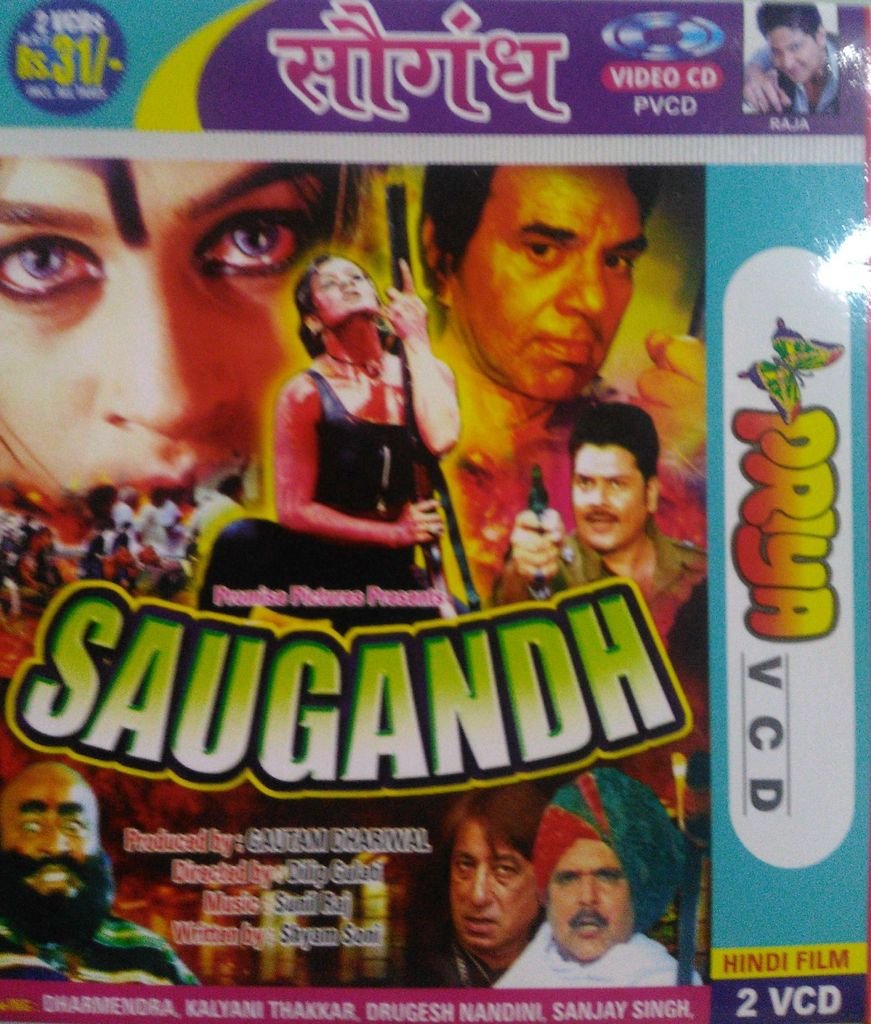 2 VCDs
Rs.31/-
सौगंध
VIDEO CD
PVCD
RAJA
PRIYA
VCD
Promise Pictures Presents
SAUGANDH
Produced by : GAUTAM DHARIWAL
Directed by : Dilip Gulati
Music : Sunil Raj
Written by : Shyam Soni
HINDI FILM
2 VCD
DHARMENDRA, KALYANI THAKKAR, DRUGESH NANDINI, SANJAY SINGH,